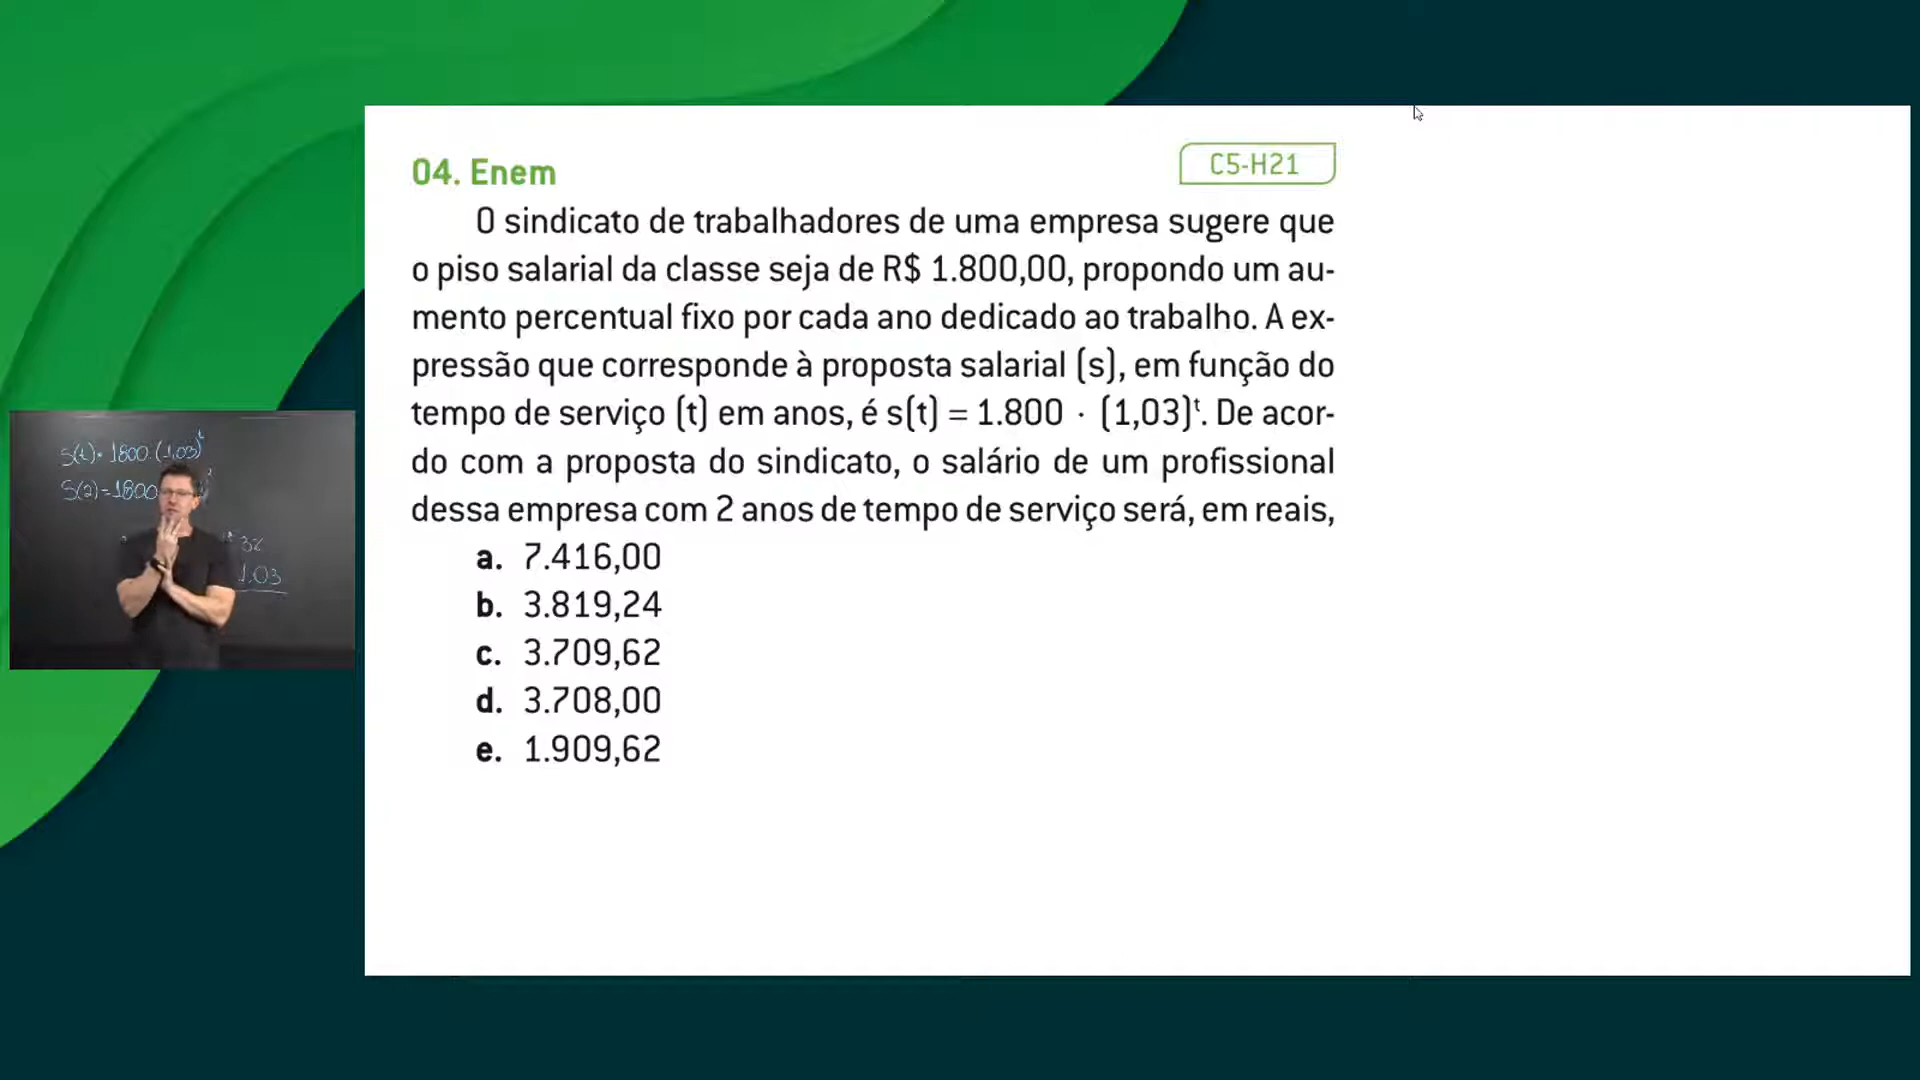 04. Enem
C5-H21
O sindicato de trabalhadores de uma empresa sugere que
o piso salarial da classe seja de R$ 1.800,00, propondo um au-
mento percentual fixo por cada ano dedicado ao trabalho. A ex-
pressão que corresponde à proposta salarial (s), em função do
tempo de serviço (t) em anos, é s(t) = 1.800 · (1,03)ᵗ. De acor-
do com a proposta do sindicato, o salário de um profissional
dessa empresa com 2 anos de tempo de serviço será, em reais,
a. 7.416,00
b. 3.819,24
c. 3.709,62
d. 3.708,00
e. 1.909,62
S(t) = 1800.(1,03)ᵗ
S(2) = 1800
3%
1,03